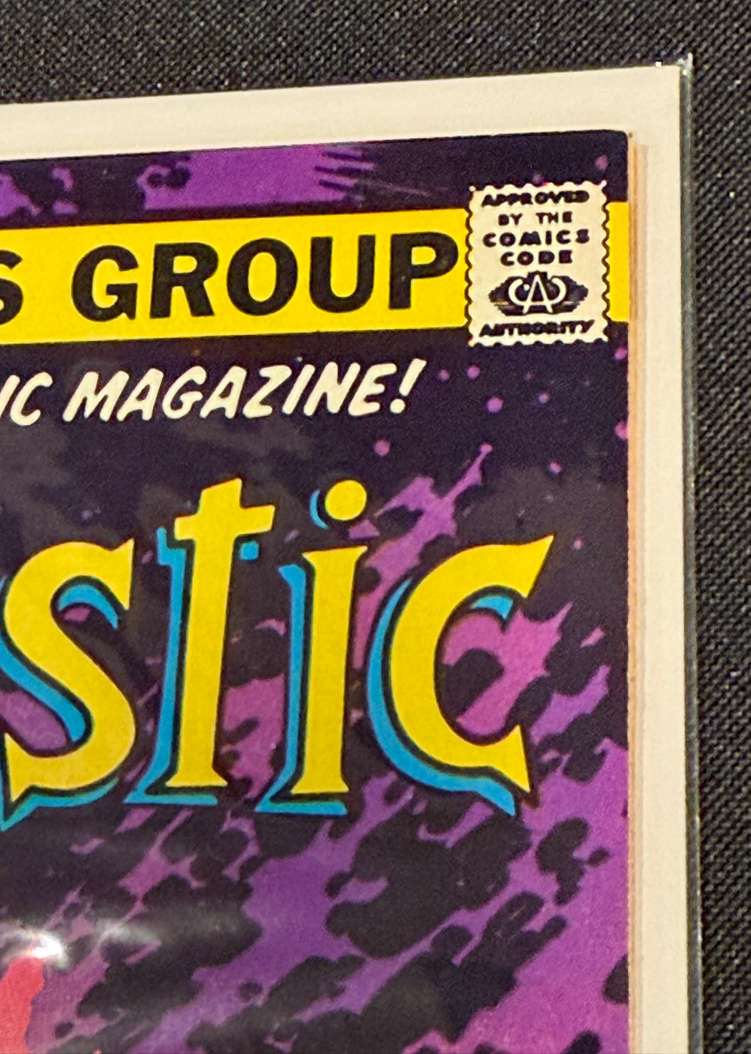 S GROUP
APPROVED
BY THE
COMICS
CODE
CA
AUTHORITY
IC MAGAZINE!
stic